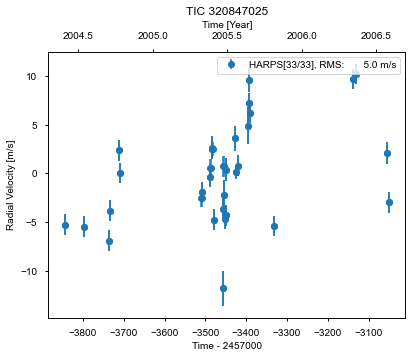 TIC 320847025
Time [Year]
2004.5 2005.0 2005.5 2006.0 2006.5
HARPS[33/33], RMS: 5.0 m/s
10
5
0
−5
−10
Radial Velocity [m/s]
−3800 −3700 −3600 −3500 −3400 −3300 −3200 −3100
Time - 2457000